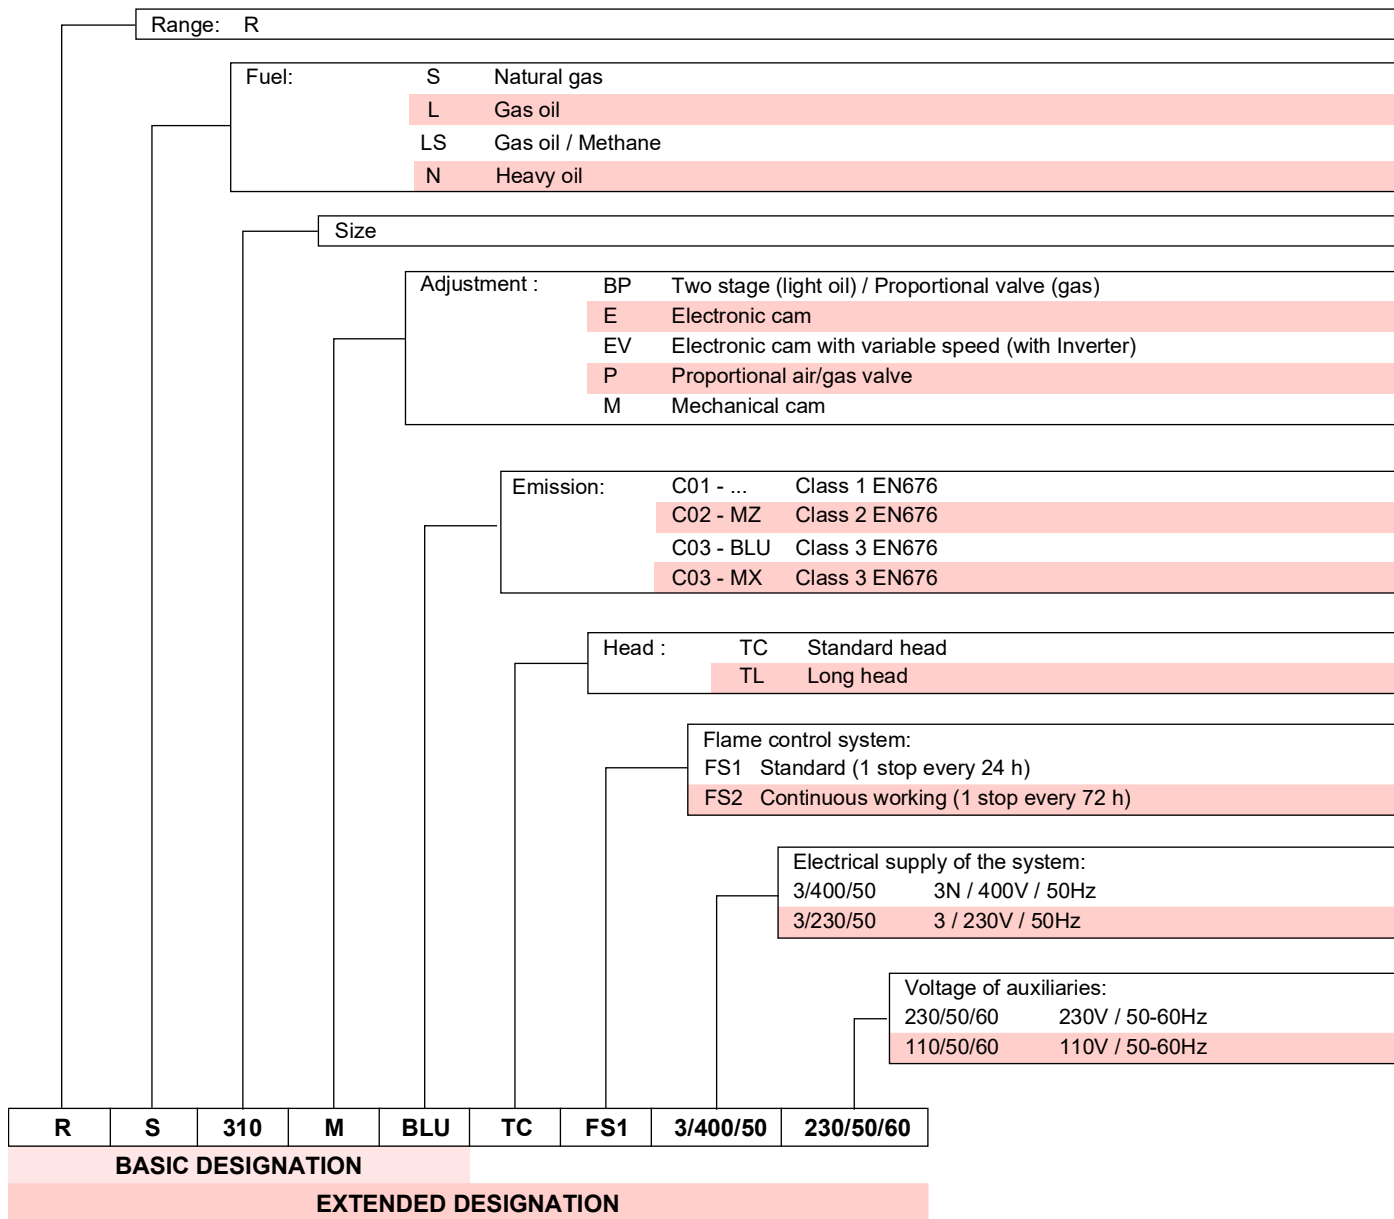 Range: R
Fuel: S Natural gas
L Gas oil
LS Gas oil / Methane
N Heavy oil
Size
Adjustment : BP Two stage (light oil) / Proportional valve (gas)
E Electronic cam
EV Electronic cam with variable speed (with Inverter)
P Proportional air/gas valve
M Mechanical cam
Emission: C01 - ... Class 1 EN676
C02 - MZ Class 2 EN676
C03 - BLU Class 3 EN676
C03 - MX Class 3 EN676
Head : TC Standard head
TL Long head
Flame control system:
FS1 Standard (1 stop every 24 h)
FS2 Continuous working (1 stop every 72 h)
Electrical supply of the system:
3/400/50 3N / 400V / 50Hz
3/230/50 3 / 230V / 50Hz
Voltage of auxiliaries:
230/50/60 230V / 50-60Hz
110/50/60 110V / 50-60Hz
R S 310 M BLU TC FS1 3/400/50 230/50/60
BASIC DESIGNATION
EXTENDED DESIGNATION